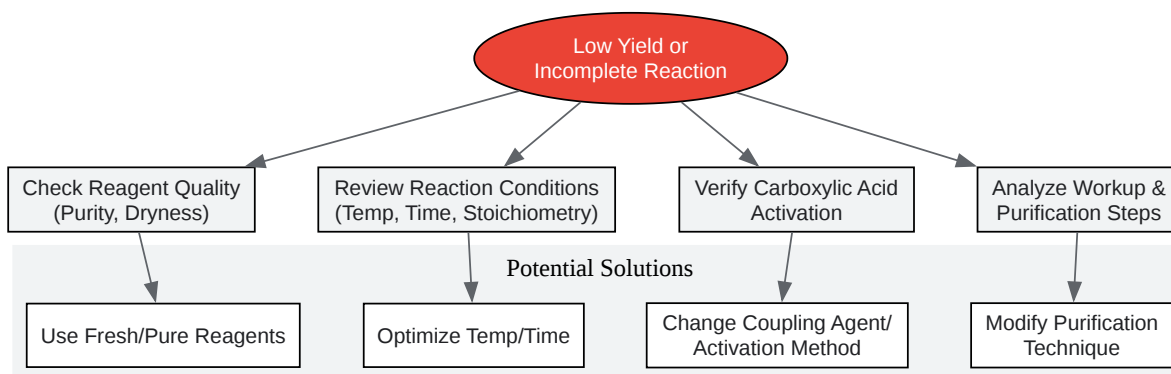 Low Yield or
Incomplete Reaction
Check Reagent Quality
(Purity, Dryness)
Review Reaction Conditions
(Temp, Time, Stoichiometry)
Verify Carboxylic Acid
Activation
Analyze Workup &
Purification Steps
Potential Solutions
Use Fresh/Pure Reagents
Optimize Temp/Time
Change Coupling Agent/
Activation Method
Modify Purification
Technique